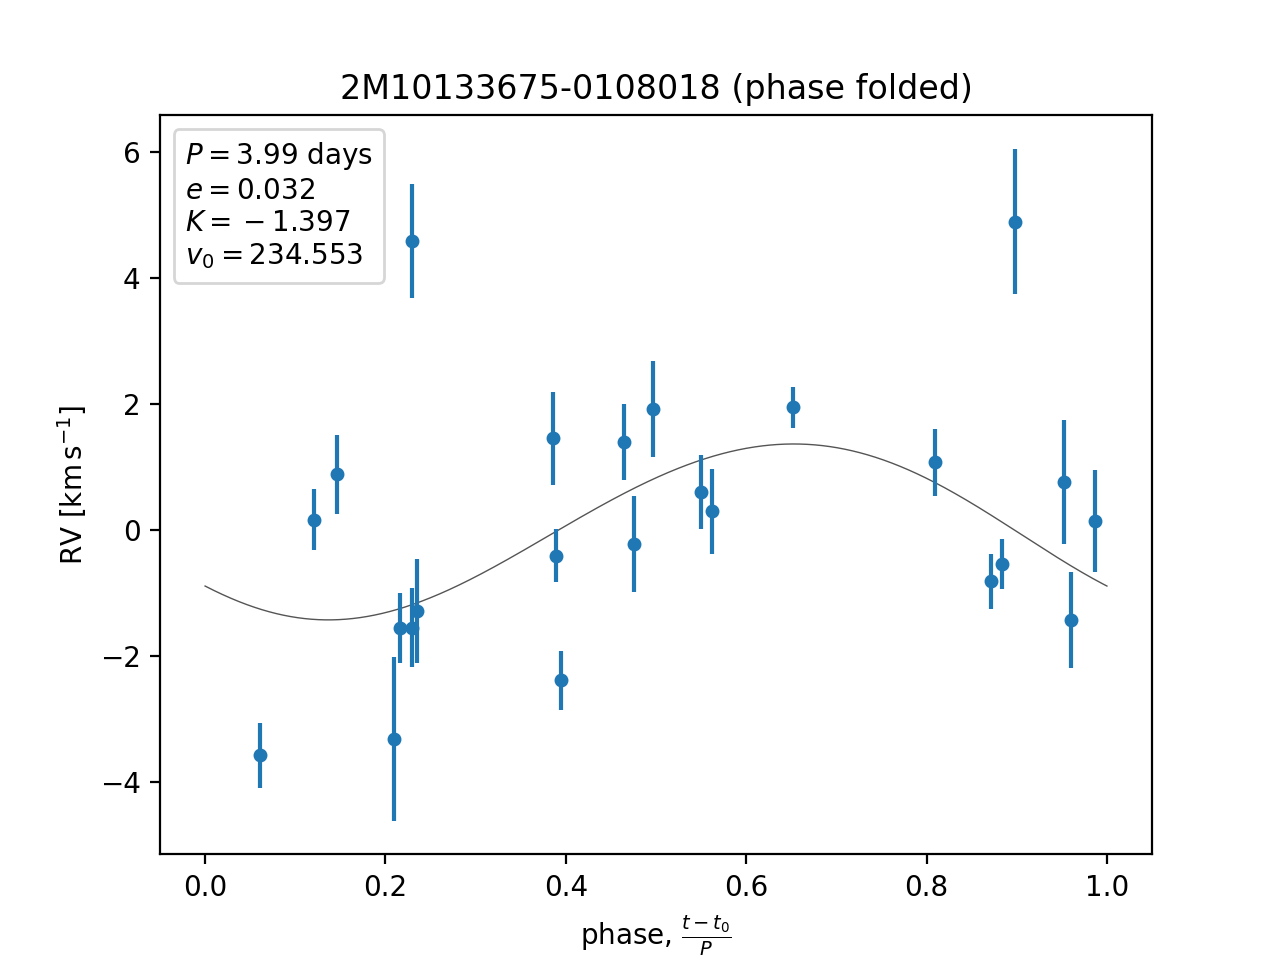 2M10133675-0108018 (phase folded)
P = 3.99 days
e = 0.032
K = −1.397
v₀ = 234.553
6
4
2
0
−2
−4
RV [km s⁻¹]
0.0 0.2 0.4 0.6 0.8 1.0
phase, (t − t₀)/P